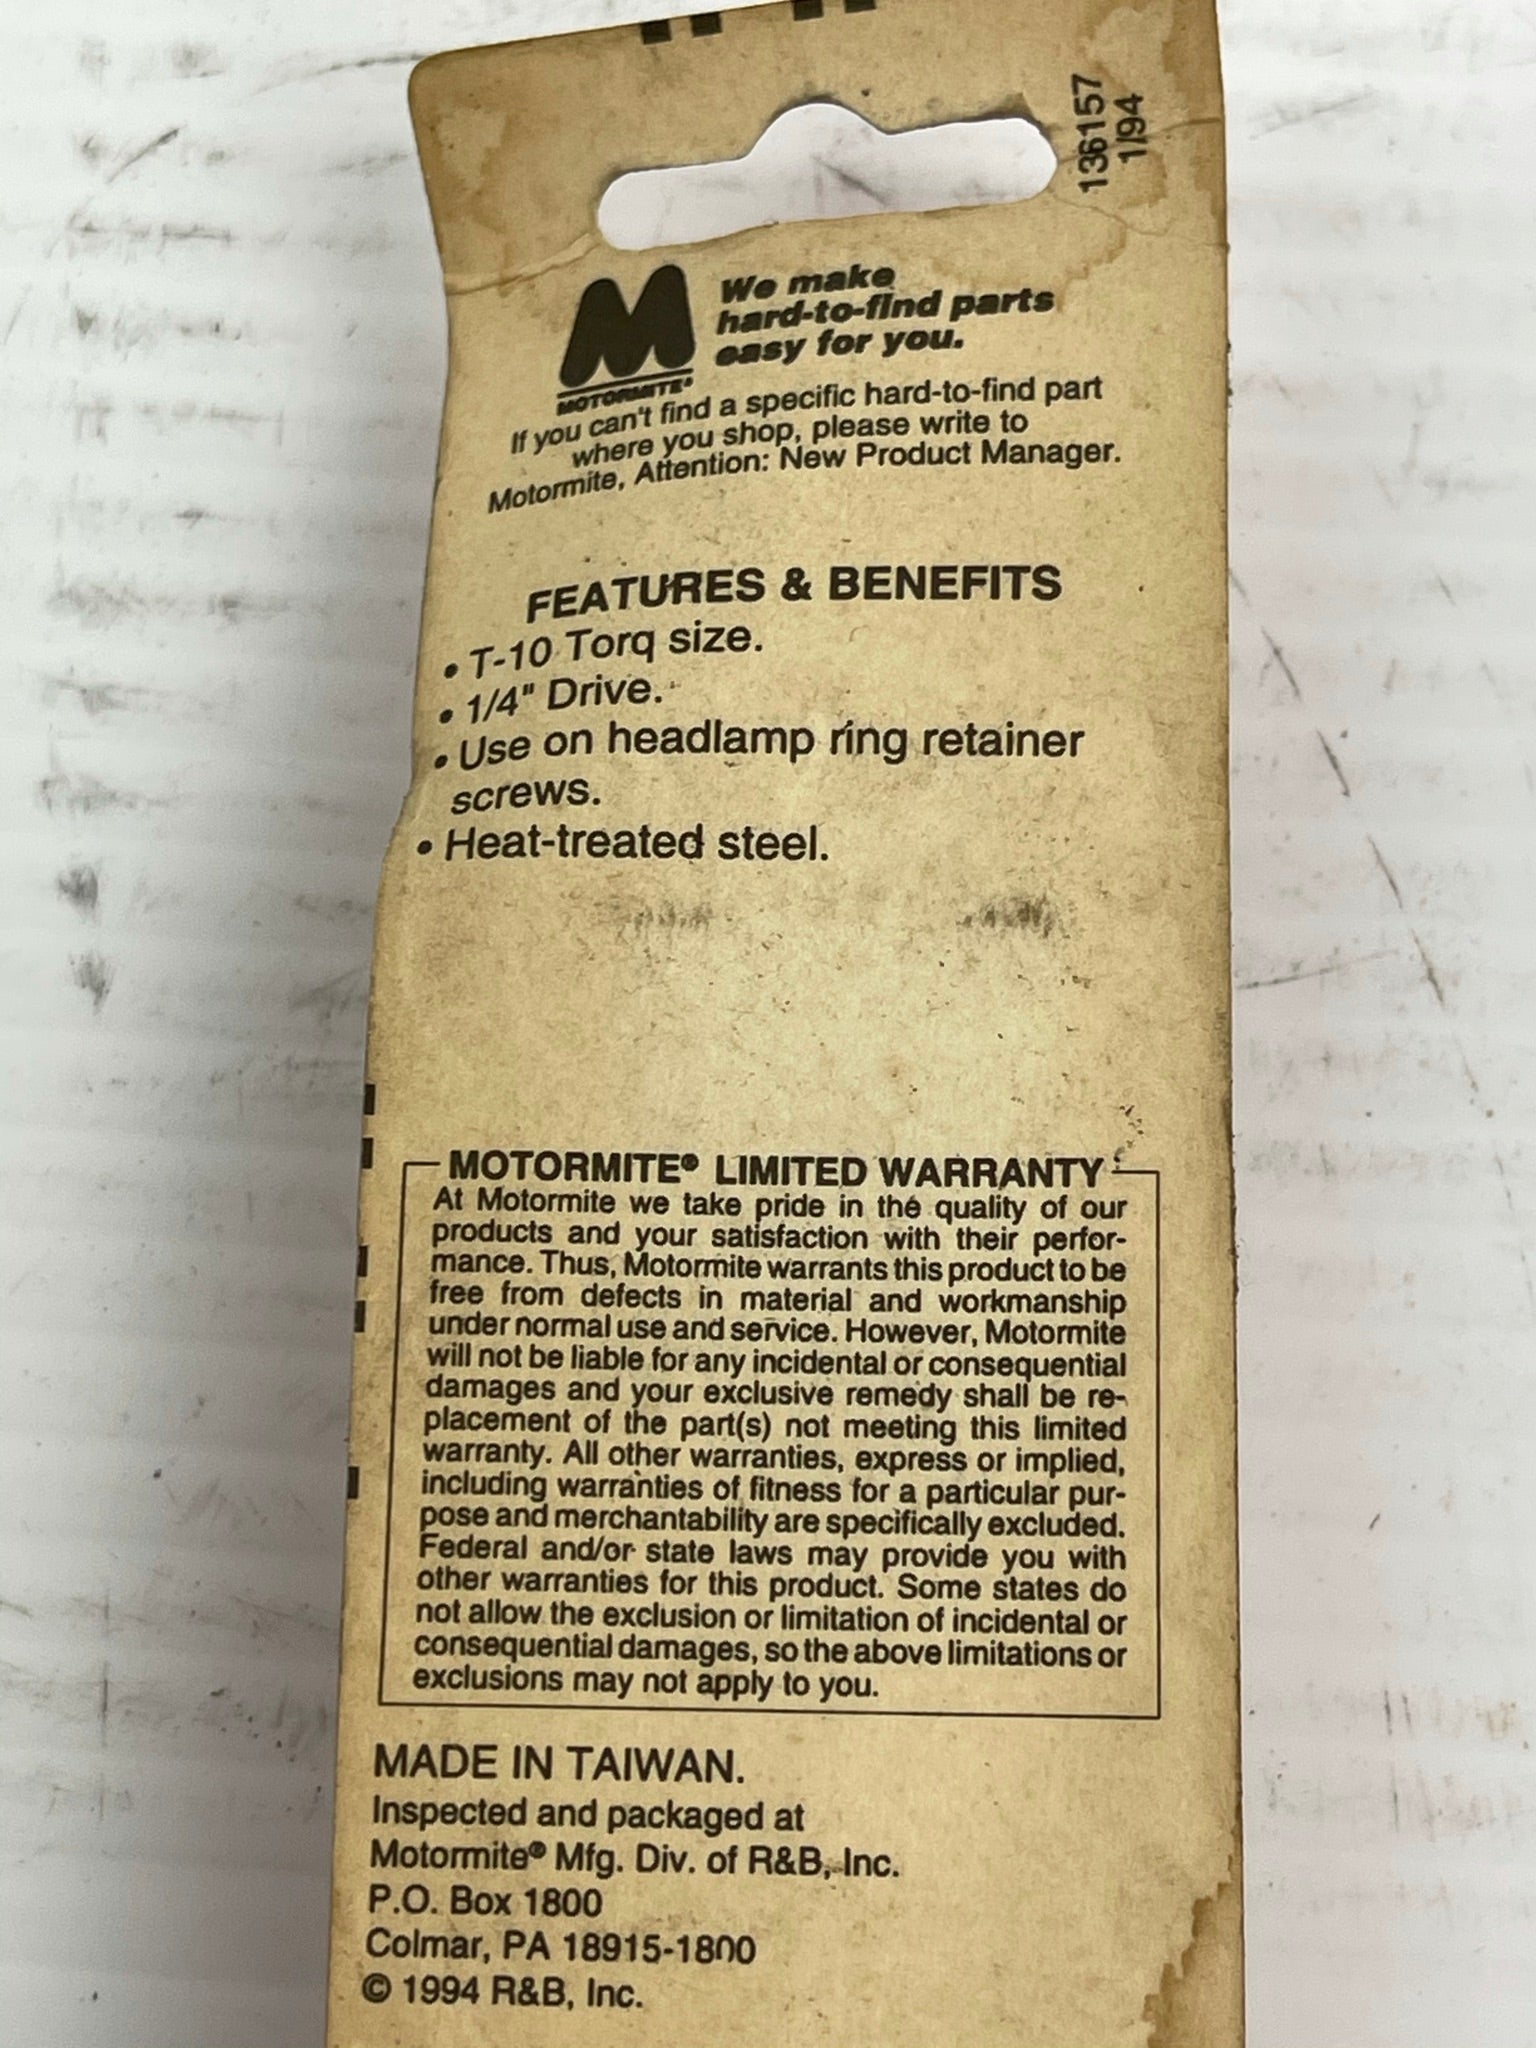 136157
1/94
We make
hard-to-find parts
easy for you.
MOTORMITE®
If you can't find a specific hard-to-find part
where you shop, please write to
Motormite, Attention: New Product Manager.
FEATURES & BENEFITS
• T-10 Torq size.
• 1/4" Drive.
• Use on headlamp ring retainer
screws.
• Heat-treated steel.
MOTORMITE® LIMITED WARRANTY
At Motormite we take pride in the quality of our
products and your satisfaction with their perfor-
mance. Thus, Motormite warrants this product to be
free from defects in material and workmanship
under normal use and service. However, Motormite
will not be liable for any incidental or consequential
damages and your exclusive remedy shall be re-
placement of the part(s) not meeting this limited
warranty. All other warranties, express or implied,
including warranties of fitness for a particular pur-
pose and merchantability are specifically excluded.
Federal and/or state laws may provide you with
other warranties for this product. Some states do
not allow the exclusion or limitation of incidental or
consequential damages, so the above limitations or
exclusions may not apply to you.
MADE IN TAIWAN.
Inspected and packaged at
Motormite® Mfg. Div. of R&B, Inc.
P.O. Box 1800
Colmar, PA 18915-1800
© 1994 R&B, Inc.